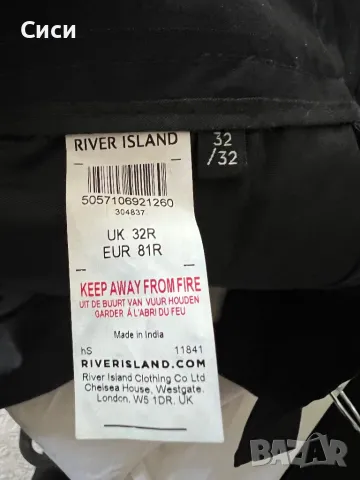 Сиси
RIVER ISLAND
32
/32
5057106921260
304837
UK 32R
EUR 81R
KEEP AWAY FROM FIRE
UIT DE BUURT VAN VUUR HOUDEN
GARDER À L'ABRI DU FEU
Made in India
hS 11841
RIVERISLAND.COM
River Island Clothing Co Ltd
Chelsea House, Westgate,
London, W5 1DR. UK
BAZAR